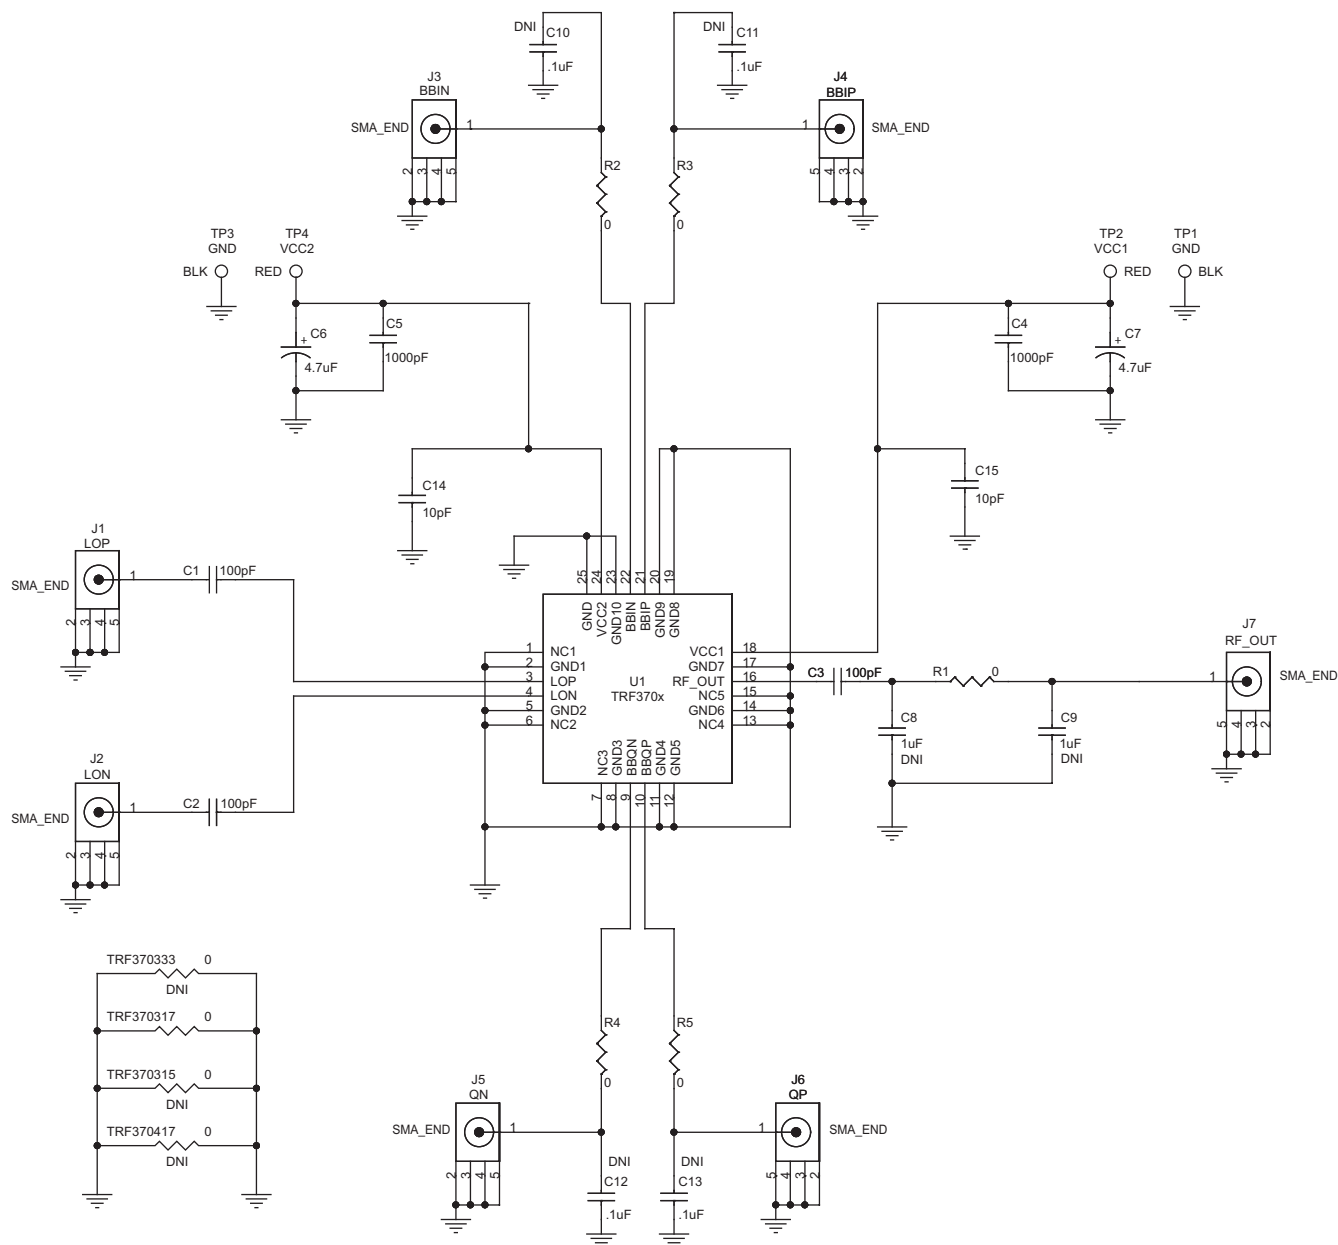 DNI
C10
.1uF
DNI
C11
.1uF
J3
BBIN
SMA_END
1
2
3
4
5
J4
BBIP
SMA_END
1
5
4
3
2
R2
0
R3
0
TP3
GND
BLK
TP4
VCC2
RED
C6
+
4.7uF
C5
1000pF
TP2
VCC1
RED
TP1
GND
BLK
C4
1000pF
C7
+
4.7uF
C14
10pF
C15
10pF
J1
LOP
SMA_END
1
2
3
4
5
C1
100pF
J2
LON
SMA_END
1
2
3
4
5
C2
100pF
25
24
23
22
21
20
19
GND
VCC2
GND10
BBIN
BBIP
GND9
GND8
1 NC1
2 GND1
3 LOP
4 LON
5 GND2
6 NC2
U1
TRF370x
VCC1 18
GND7 17
RF_OUT 16
NC5 15
GND6 14
NC4 13
NC3
GND3
BBQN
BBQP
GND4
GND5
7
8
9
10
11
12
C3
100pF
R1
0
C8
1uF
DNI
C9
1uF
DNI
J7
RF_OUT
SMA_END
1
5
4
3
2
TRF370333 0
DNI
TRF370317 0
TRF370315 0
DNI
TRF370417 0
DNI
R4
0
R5
0
J5
QN
SMA_END
1
2
3
4
5
J6
QP
SMA_END
1
5
4
3
2
DNI
C12
.1uF
DNI
C13
.1uF